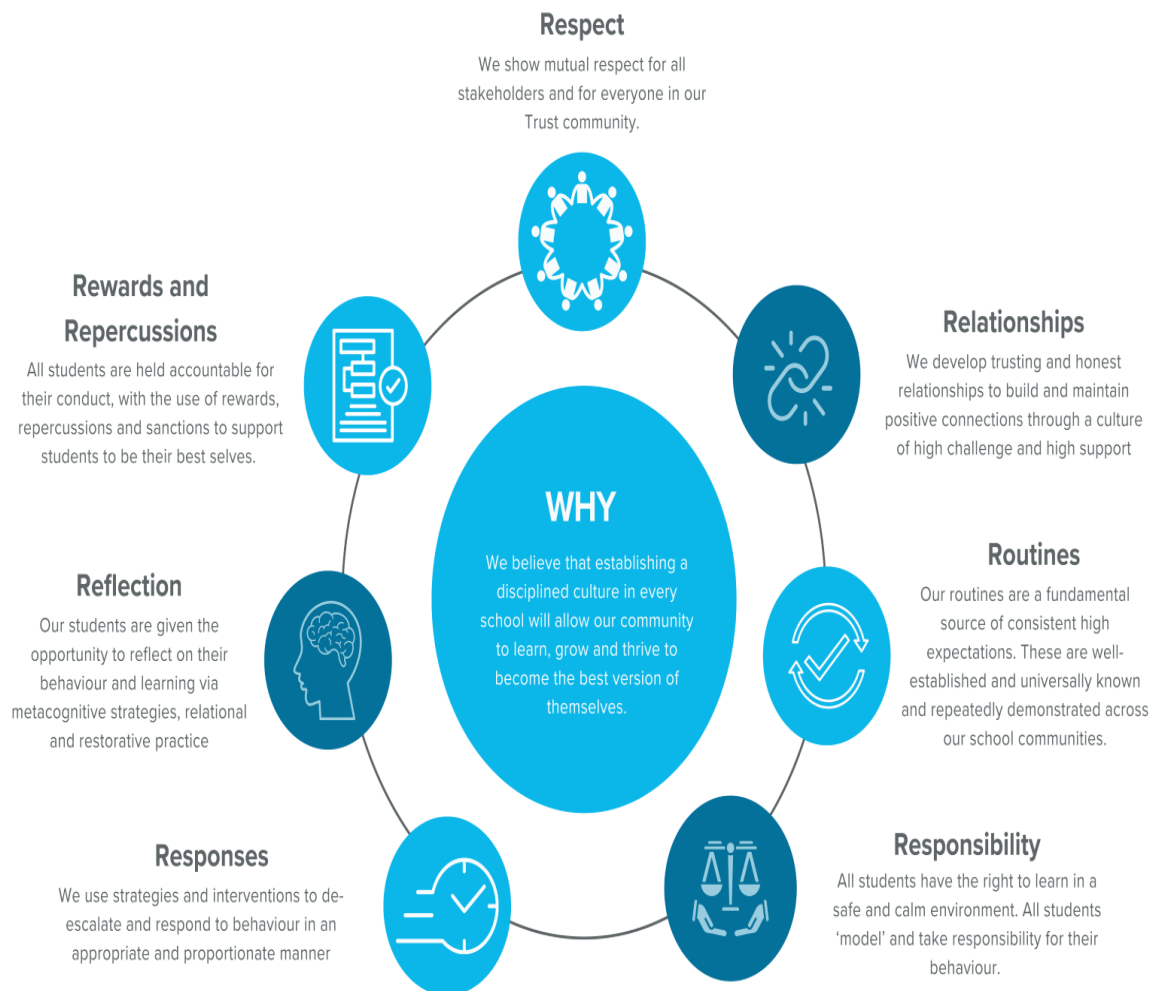 Respect
We show mutual respect for all
stakeholders and for everyone in our
Trust community.
Rewards and
Repercussions
All students are held accountable for
their conduct, with the use of rewards,
repercussions and sanctions to support
students to be their best selves.
Relationships
We develop trusting and honest
relationships to build and maintain
positive connections through a culture
of high challenge and high support
WHY
We believe that establishing a
disciplined culture in every
school will allow our community
to learn, grow and thrive to
become the best version of
themselves.
Reflection
Our students are given the
opportunity to reflect on their
behaviour and learning via
metacognitive strategies, relational
and restorative practice
Routines
Our routines are a fundamental
source of consistent high
expectations. These are well-
established and universally known
and repeatedly demonstrated across
our school communities.
Responses
We use strategies and interventions to de-
escalate and respond to behaviour in an
appropriate and proportionate manner
Responsibility
All students have the right to learn in a
safe and calm environment. All students
‘model’ and take responsibility for their
behaviour.